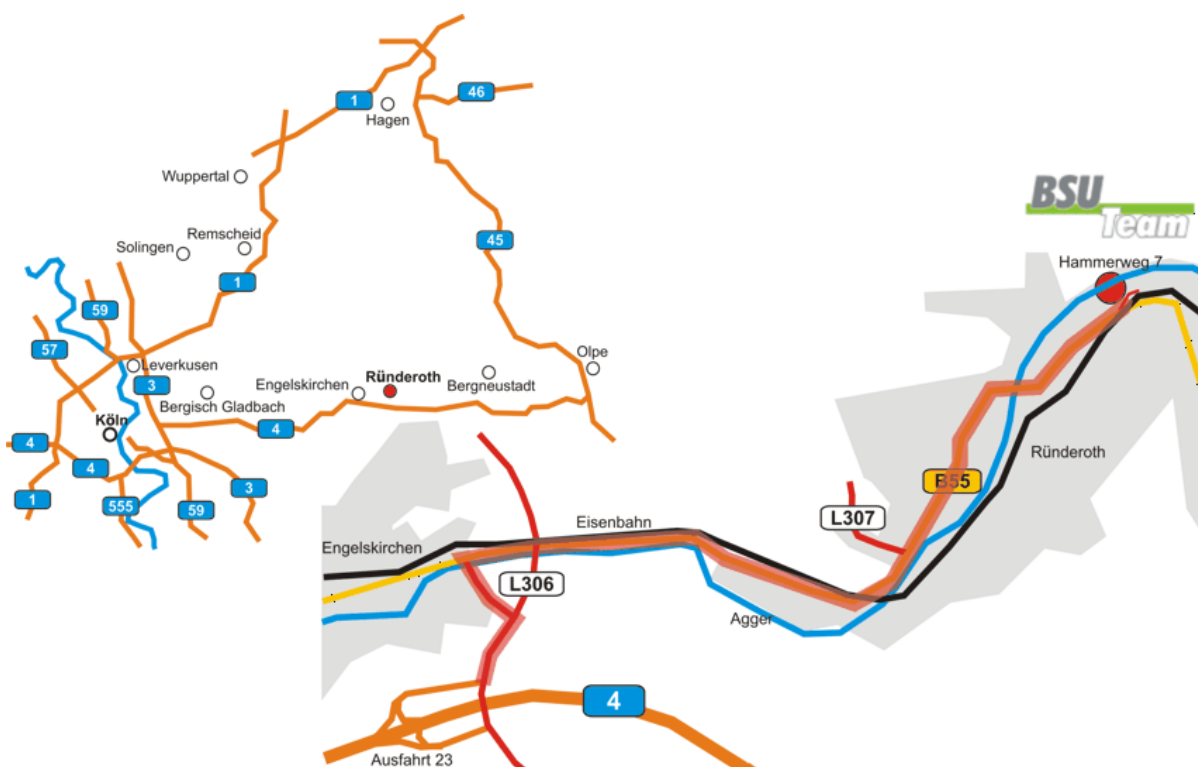 1
46
Hagen
Wuppertal
BSU
Team
Remscheid
Solingen
45
Hammerweg 7
1
59
57
Leverkusen
3
Olpe
Engelskirchen
Ründeroth
Bergneustadt
Bergisch Gladbach
Köln
4
4
4
Ründeroth
1
555
59
3
B55
L307
Eisenbahn
Engelskirchen
L306
Agger
4
Ausfahrt 23